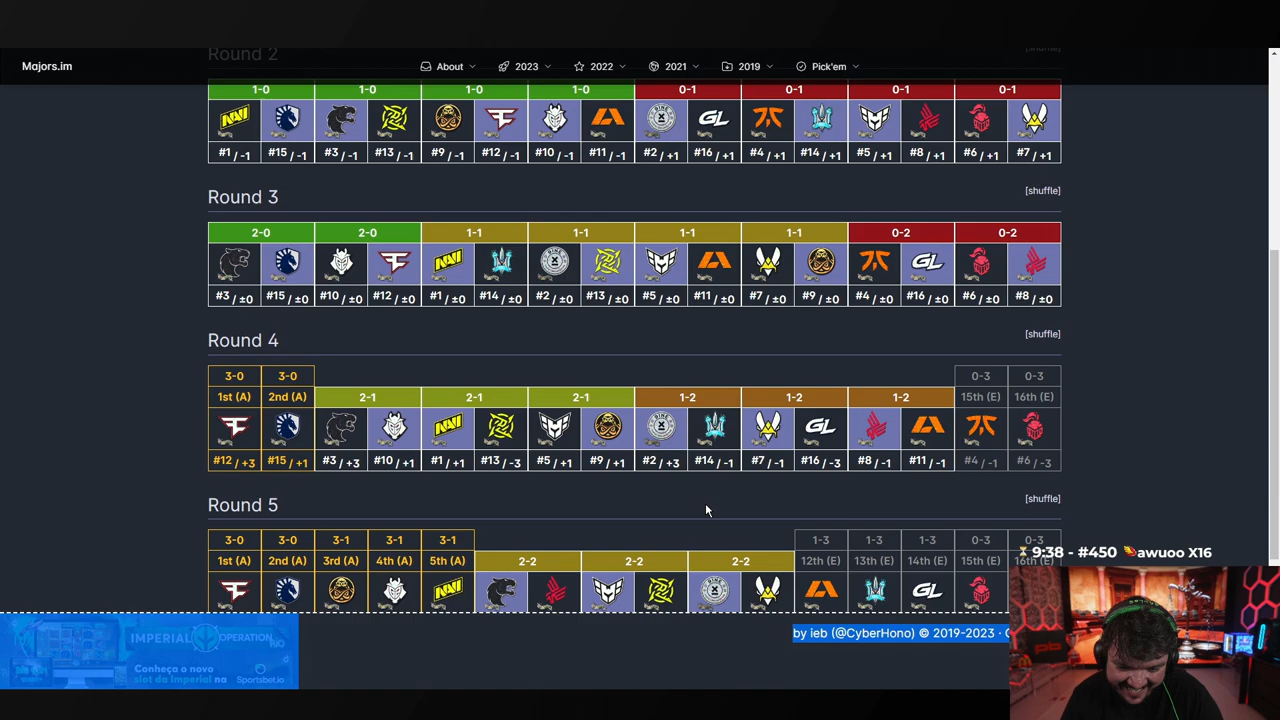 Round 2
Majors.im
About
2023
2022
2021
2019
Pick'em
1-0 1-0 1-0 1-0 0-1 0-1 0-1 0-1
#1 / -1 #15 / -1 #3 / -1 #13 / -1 #9 / -1 #12 / -1 #10 / -1 #11 / -1 #2 / +1 #16 / +1 #4 / +1 #14 / +1 #5 / +1 #8 / +1 #6 / +1 #7 / +1
Round 3
[shuffle]
2-0 2-0 1-1 1-1 1-1 1-1 0-2 0-2
#3 / ±0 #15 / ±0 #10 / ±0 #12 / ±0 #1 / ±0 #14 / ±0 #2 / ±0 #13 / ±0 #5 / ±0 #11 / ±0 #7 / ±0 #9 / ±0 #4 / ±0 #16 / ±0 #6 / ±0 #8 / ±0
Round 4
[shuffle]
3-0 3-0 0-3 0-3
1st (A) 2nd (A) 2-1 2-1 2-1 1-2 1-2 1-2 15th (E) 16th (E)
#12 / +3 #15 / +1 #3 / +3 #10 / +1 #1 / +1 #13 / -3 #5 / +1 #9 / +1 #2 / +3 #14 / -1 #7 / -1 #16 / -3 #8 / -1 #11 / -1 #4 / -1 #6 / -3
Round 5
[shuffle]
3-0 3-0 3-1 3-1 3-1 1-3 1-3 1-3 0-3 0-3
1st (A) 2nd (A) 3rd (A) 4th (A) 5th (A) 2-2 2-2 2-2 12th (E) 13th (E) 14th (E) 15th (E) 16th (E)
9:38 - #450 awuoo X16
by ieb (@CyberHono) © 2019-2023 ·
IMPERIAL OPERATION
RIO
Conheça o novo
slot da Imperial na
Sportsbet.io